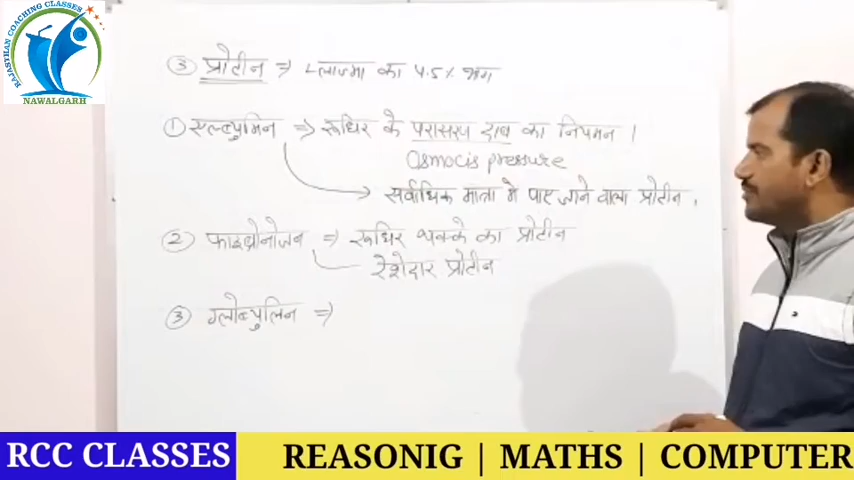 RAJASTHAN COACHING CLASSES
NAWALGARH
③ प्रोटीन ⇒ प्लाज्मा का 4.5% भाग
① एल्ब्युमिन ⇒ रूधिर के परासरण दाब का नियमन ।
Osmocis pressure
सर्वाधिक मात्रा मे पाए जाने वाला प्रोटीन ।
② फाइब्रोनोजन ⇒ रूधिर थक्के का प्रोटीन
रेशेदार प्रोटीन
③ ग्लोब्युलिन ⇒
RCC CLASSES REASONIG | MATHS | COMPUTER